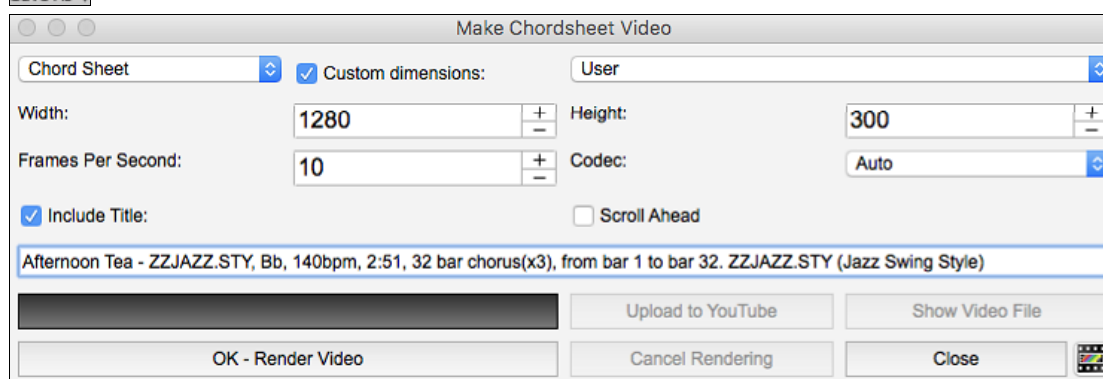 Make Chordsheet Video
Chord Sheet Custom dimensions: User
Width: 1280 + − Height: 300 + −
Frames Per Second: 10 + − Codec: Auto
Include Title: Scroll Ahead
Afternoon Tea - ZZJAZZ.STY, Bb, 140bpm, 2:51, 32 bar chorus(x3), from bar 1 to bar 32. ZZJAZZ.STY (Jazz Swing Style)
Upload to YouTube Show Video File
OK - Render Video Cancel Rendering Close